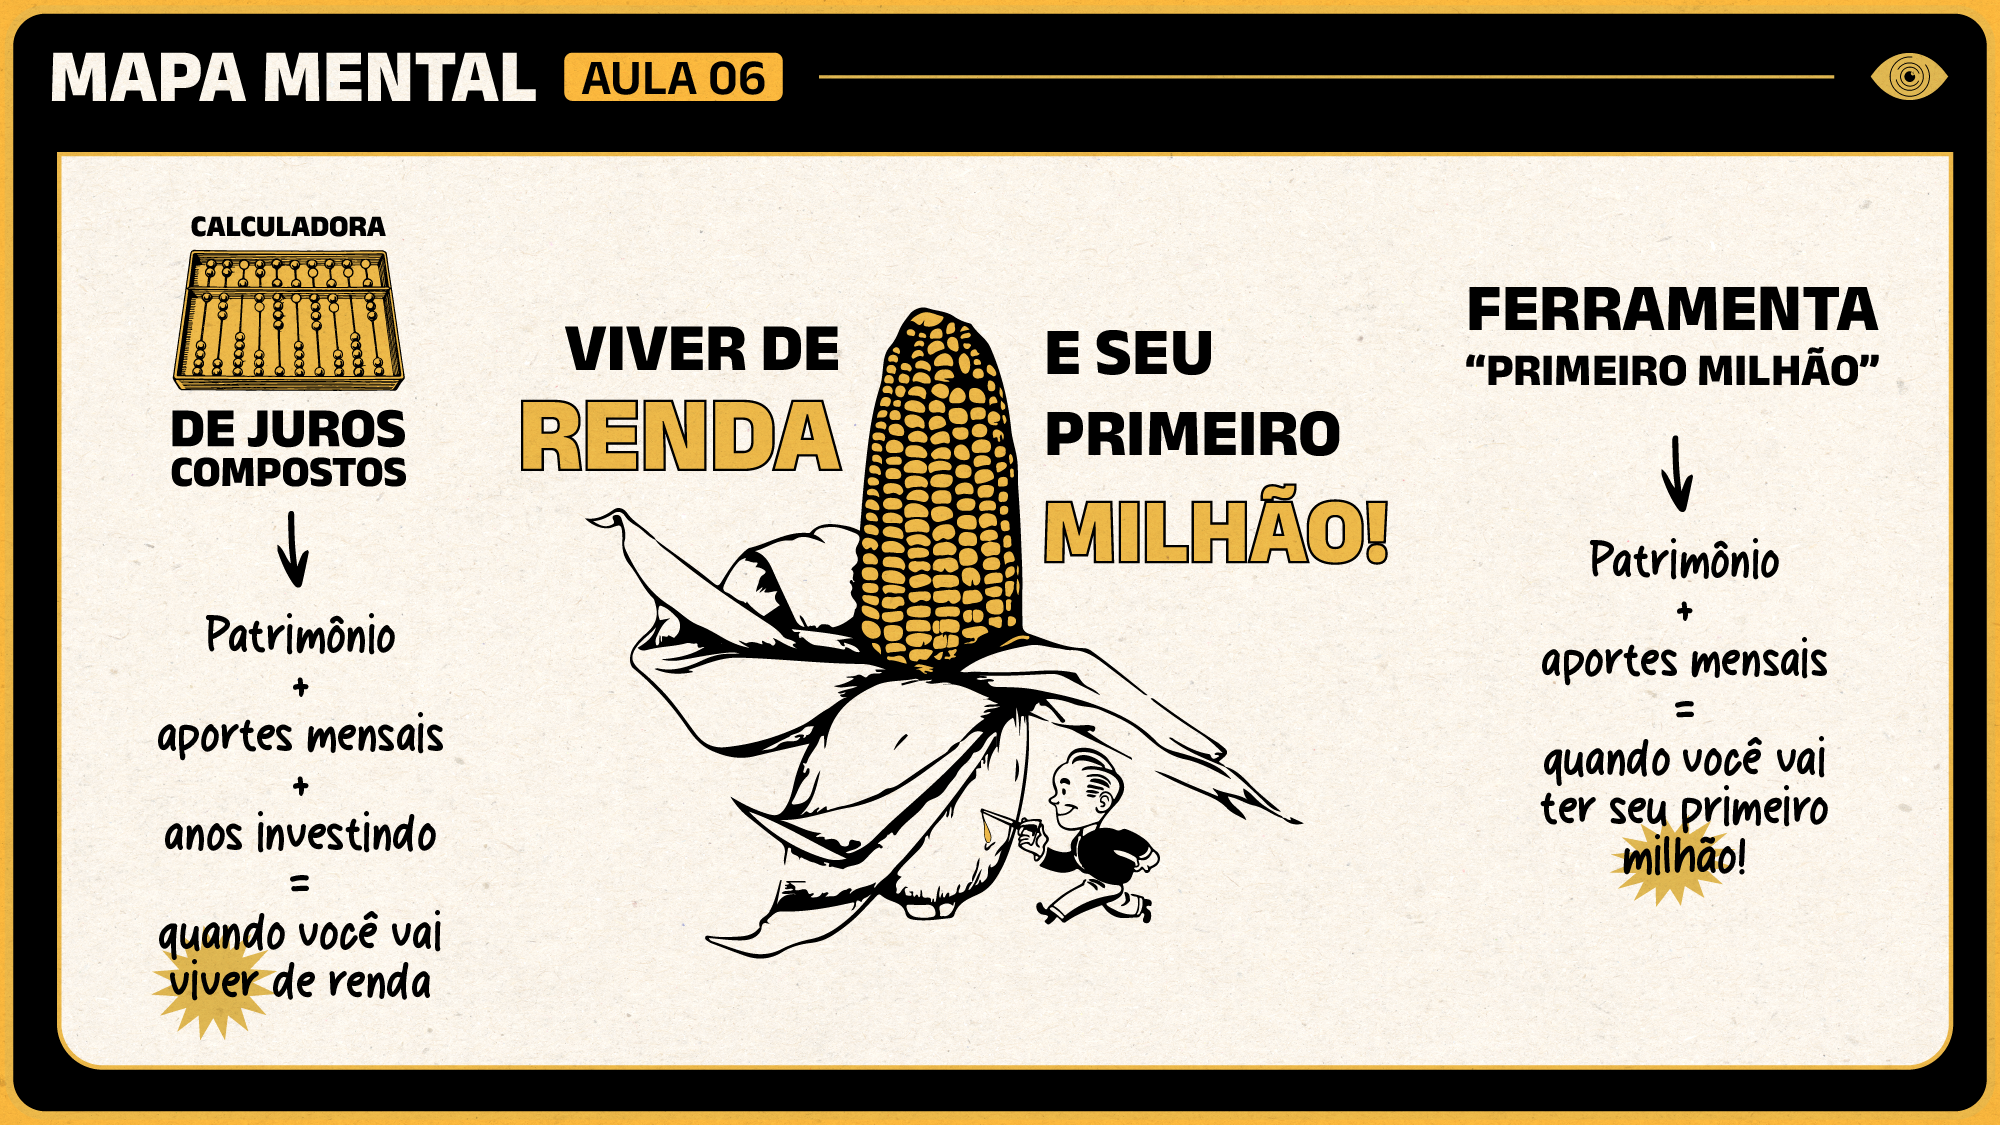 MAPA MENTAL AULA 06
CALCULADORA
DE JUROS
COMPOSTOS
Patrimônio
+
aportes mensais
+
anos investindo
=
quando você vai
viver de renda
VIVER DE
RENDA
E SEU
PRIMEIRO
MILHÃO!
FERRAMENTA
“PRIMEIRO MILHÃO”
Patrimônio
+
aportes mensais
=
quando você vai
ter seu primeiro
milhão!